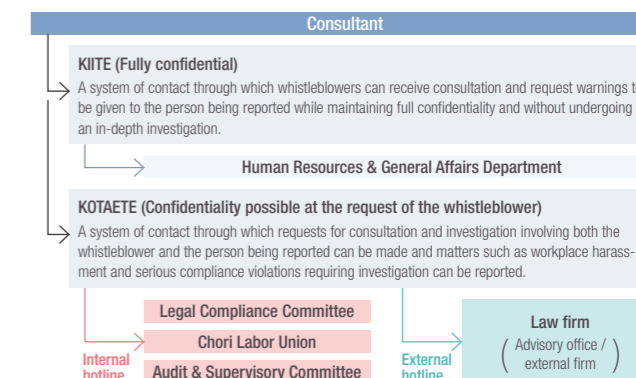 Consultant
KIITE (Fully confidential)
A system of contact through which whistleblowers can receive consultation and request warnings
be given to the person being reported while maintaining full confidentiality and without undergoing
an in-depth investigation.
Human Resources & General Affairs Department
KOTAETE (Confidentiality possible at the request of the whistleblower)
A system of contact through which requests for consultation and investigation involving both the
whistleblower and the person being reported can be made and matters such as workplace harass-
ment and serious compliance violations requiring investigation can be reported.
Legal Compliance Committee
Chori Labor Union
Audit & Supervisory Committee
Internal
hotline
External
hotline
Law firm
(Advisory office /
external firm)